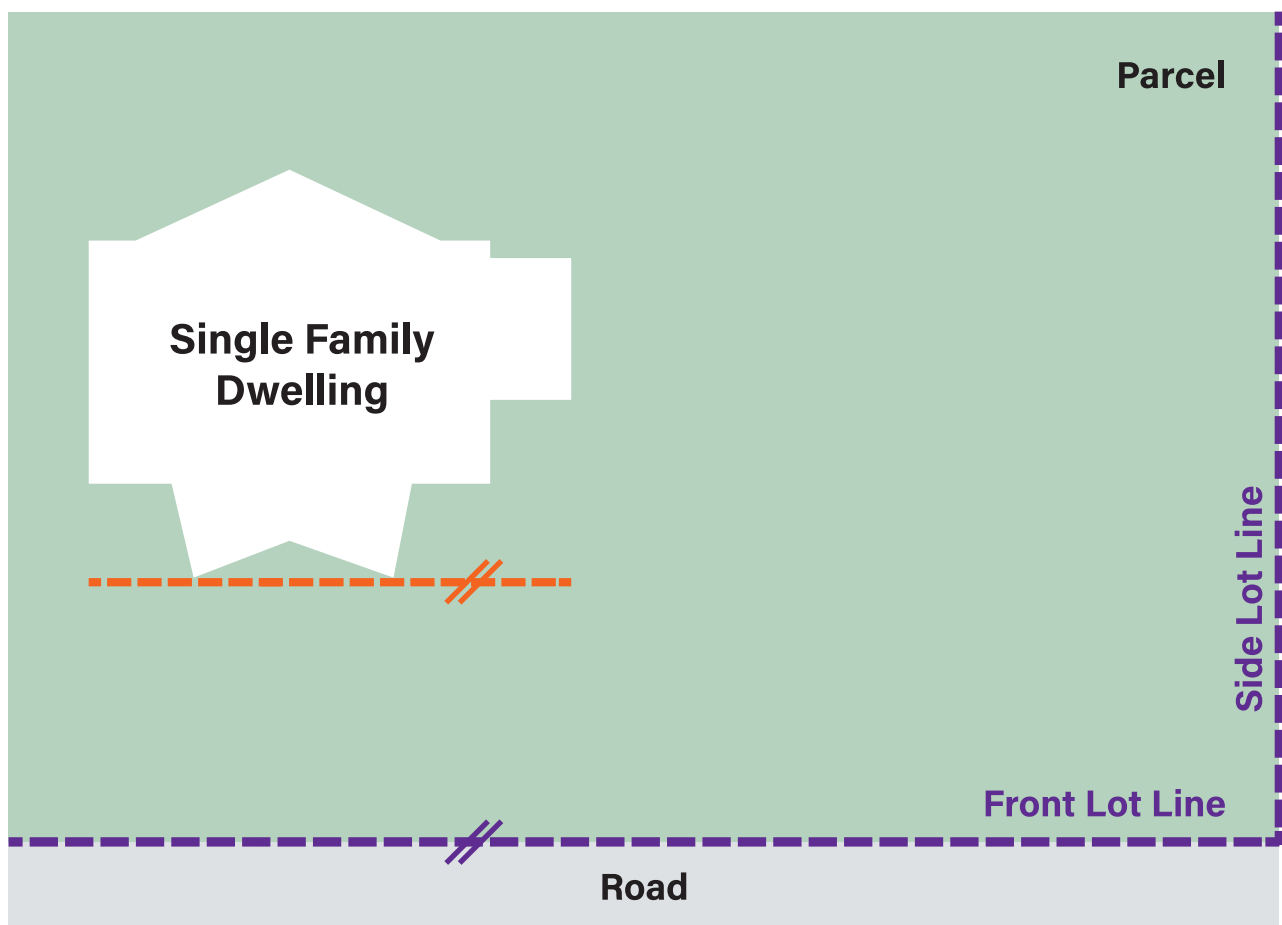 Parcel
Single Family
Dwelling
Side Lot Line
Front Lot Line
Road